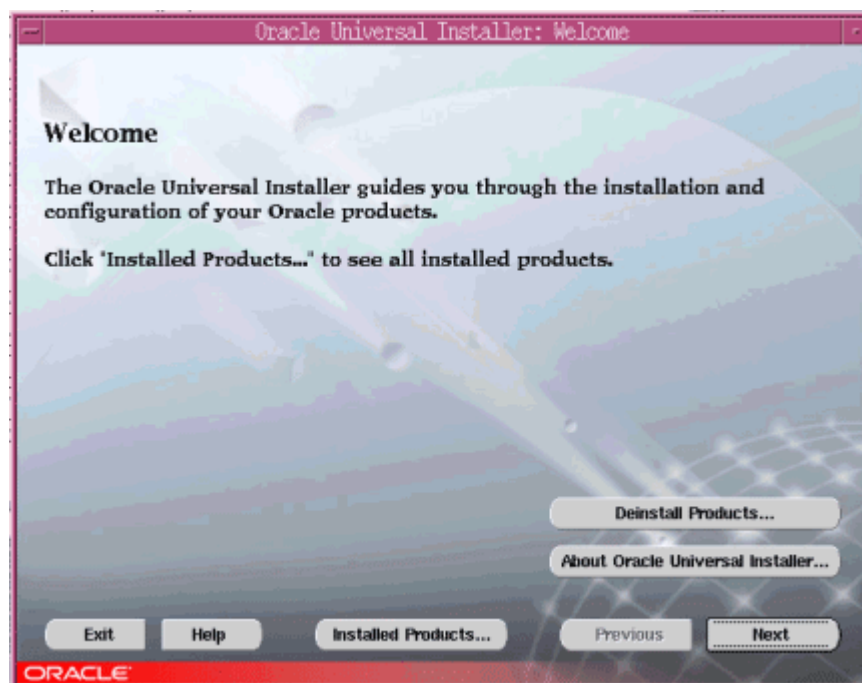 Oracle Universal Installer: Welcome
Welcome
The Oracle Universal Installer guides you through the installation and
configuration of your Oracle products.
Click "Installed Products..." to see all installed products.
Deinstall Products...
About Oracle Universal Installer...
Exit
Help
Installed Products...
Previous
Next
ORACLE